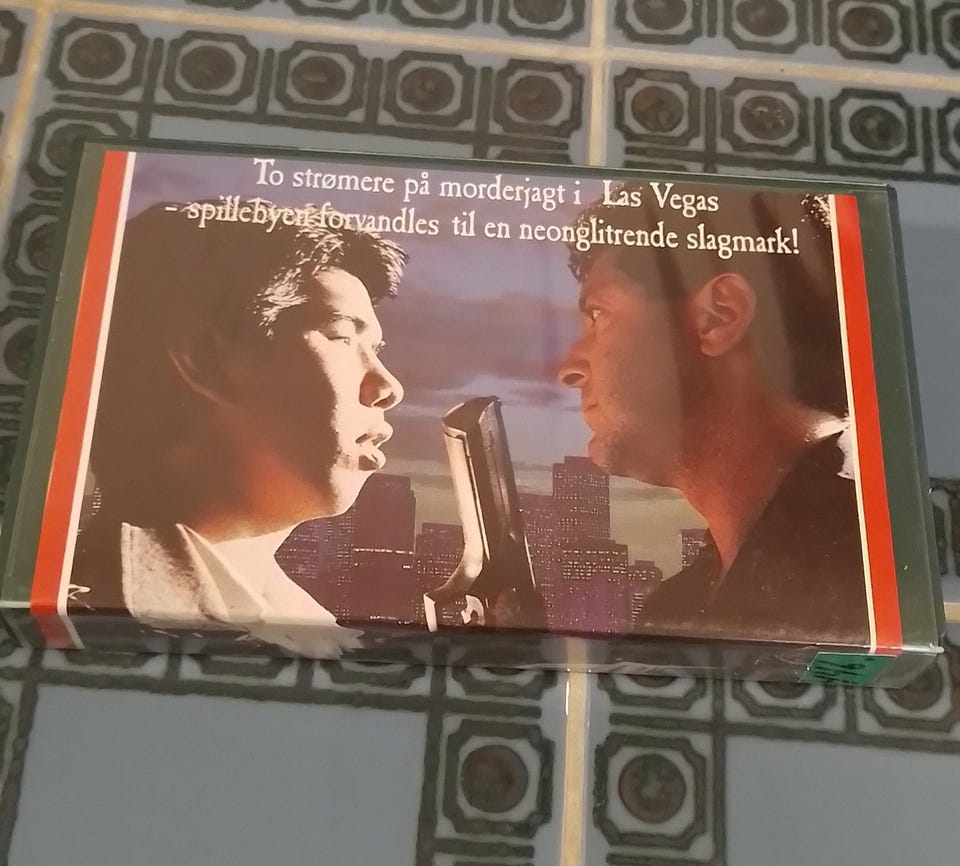 To strømere på morderjagt i Las Vegas
- spillebyen forvandles til en neonglitrende slagmark!